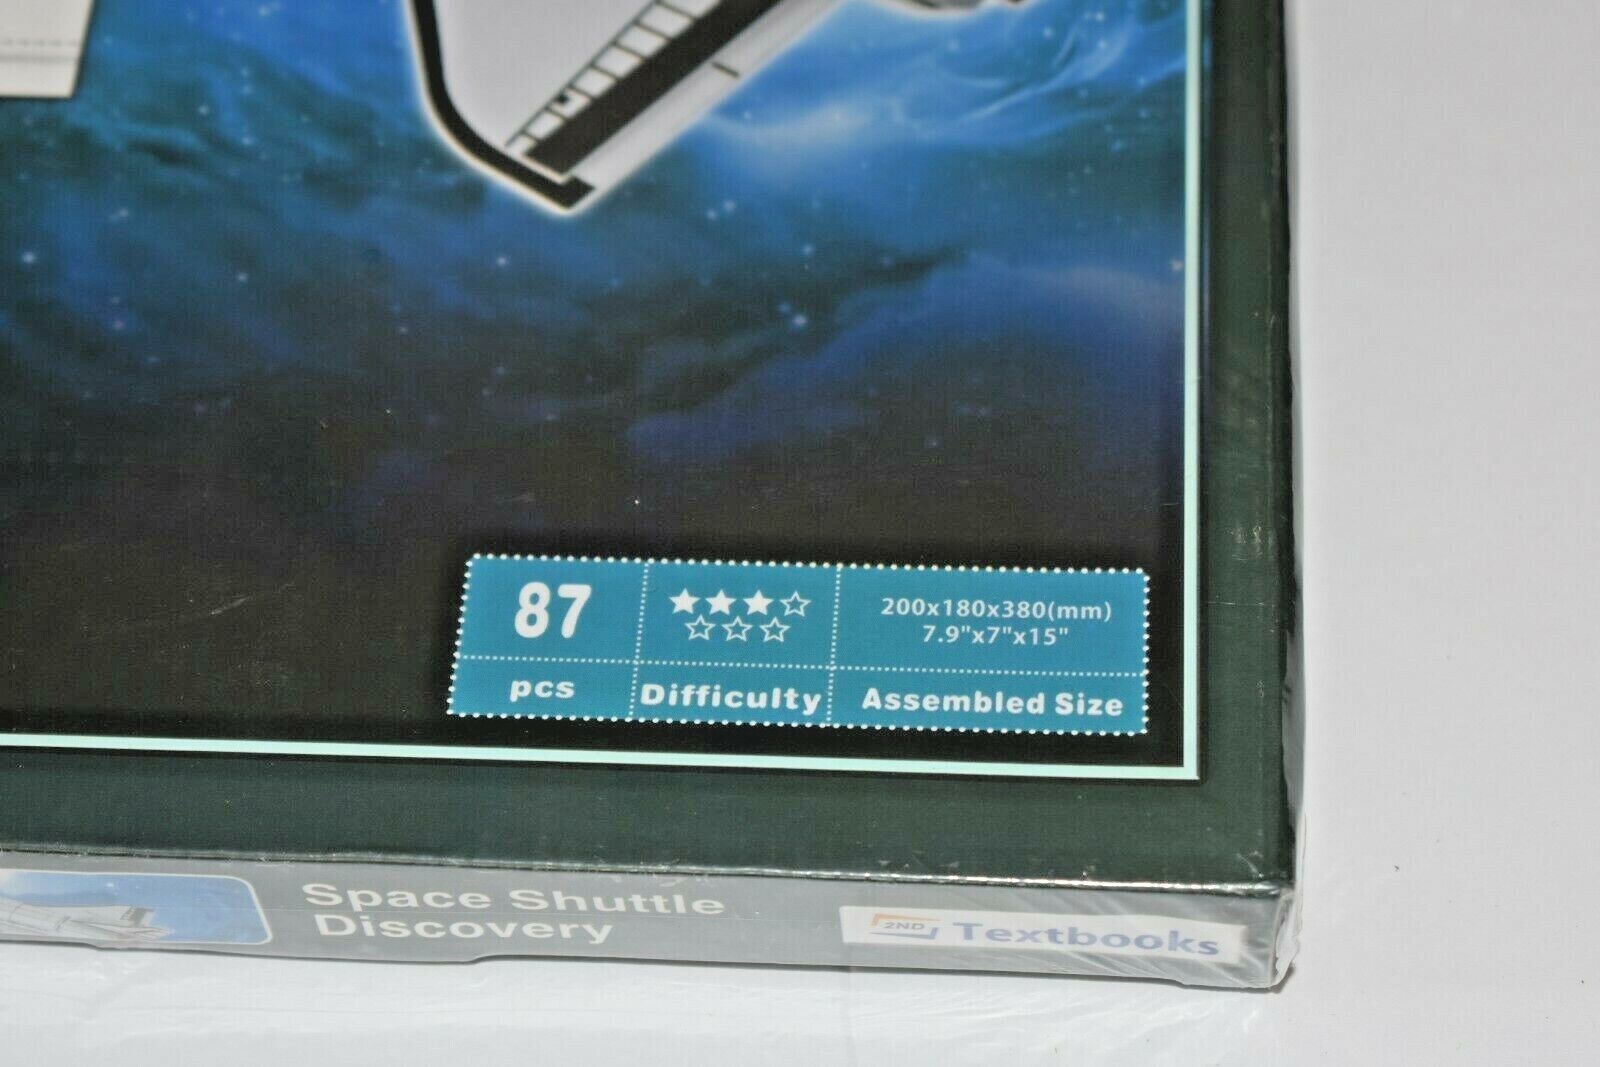 87
200x180x380(mm)
7.9"x7"x15"
pcs
Difficulty
Assembled Size
Space Shuttle
Discovery
2ND Textbooks